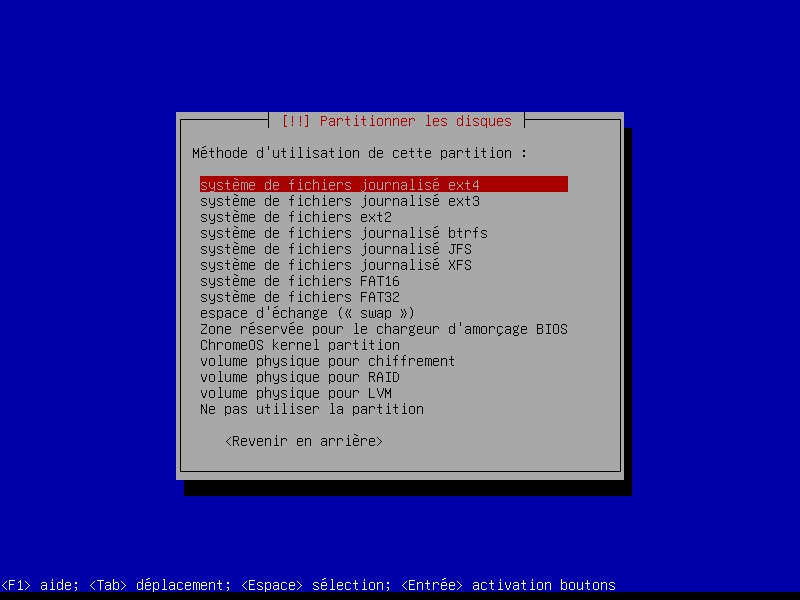 [!!] Partitionner les disques
Méthode d'utilisation de cette partition :
système de fichiers journalisé ext4
système de fichiers journalisé ext3
système de fichiers ext2
système de fichiers journalisé btrfs
système de fichiers journalisé JFS
système de fichiers journalisé XFS
système de fichiers FAT16
système de fichiers FAT32
espace d'échange (« swap »)
Zone réservée pour le chargeur d'amorçage BIOS
ChromeOS kernel partition
volume physique pour chiffrement
volume physique pour RAID
volume physique pour LVM
Ne pas utiliser la partition
<Revenir en arrière>
<F1> aide; <Tab> déplacement; <Espace> sélection; <Entrée> activation boutons